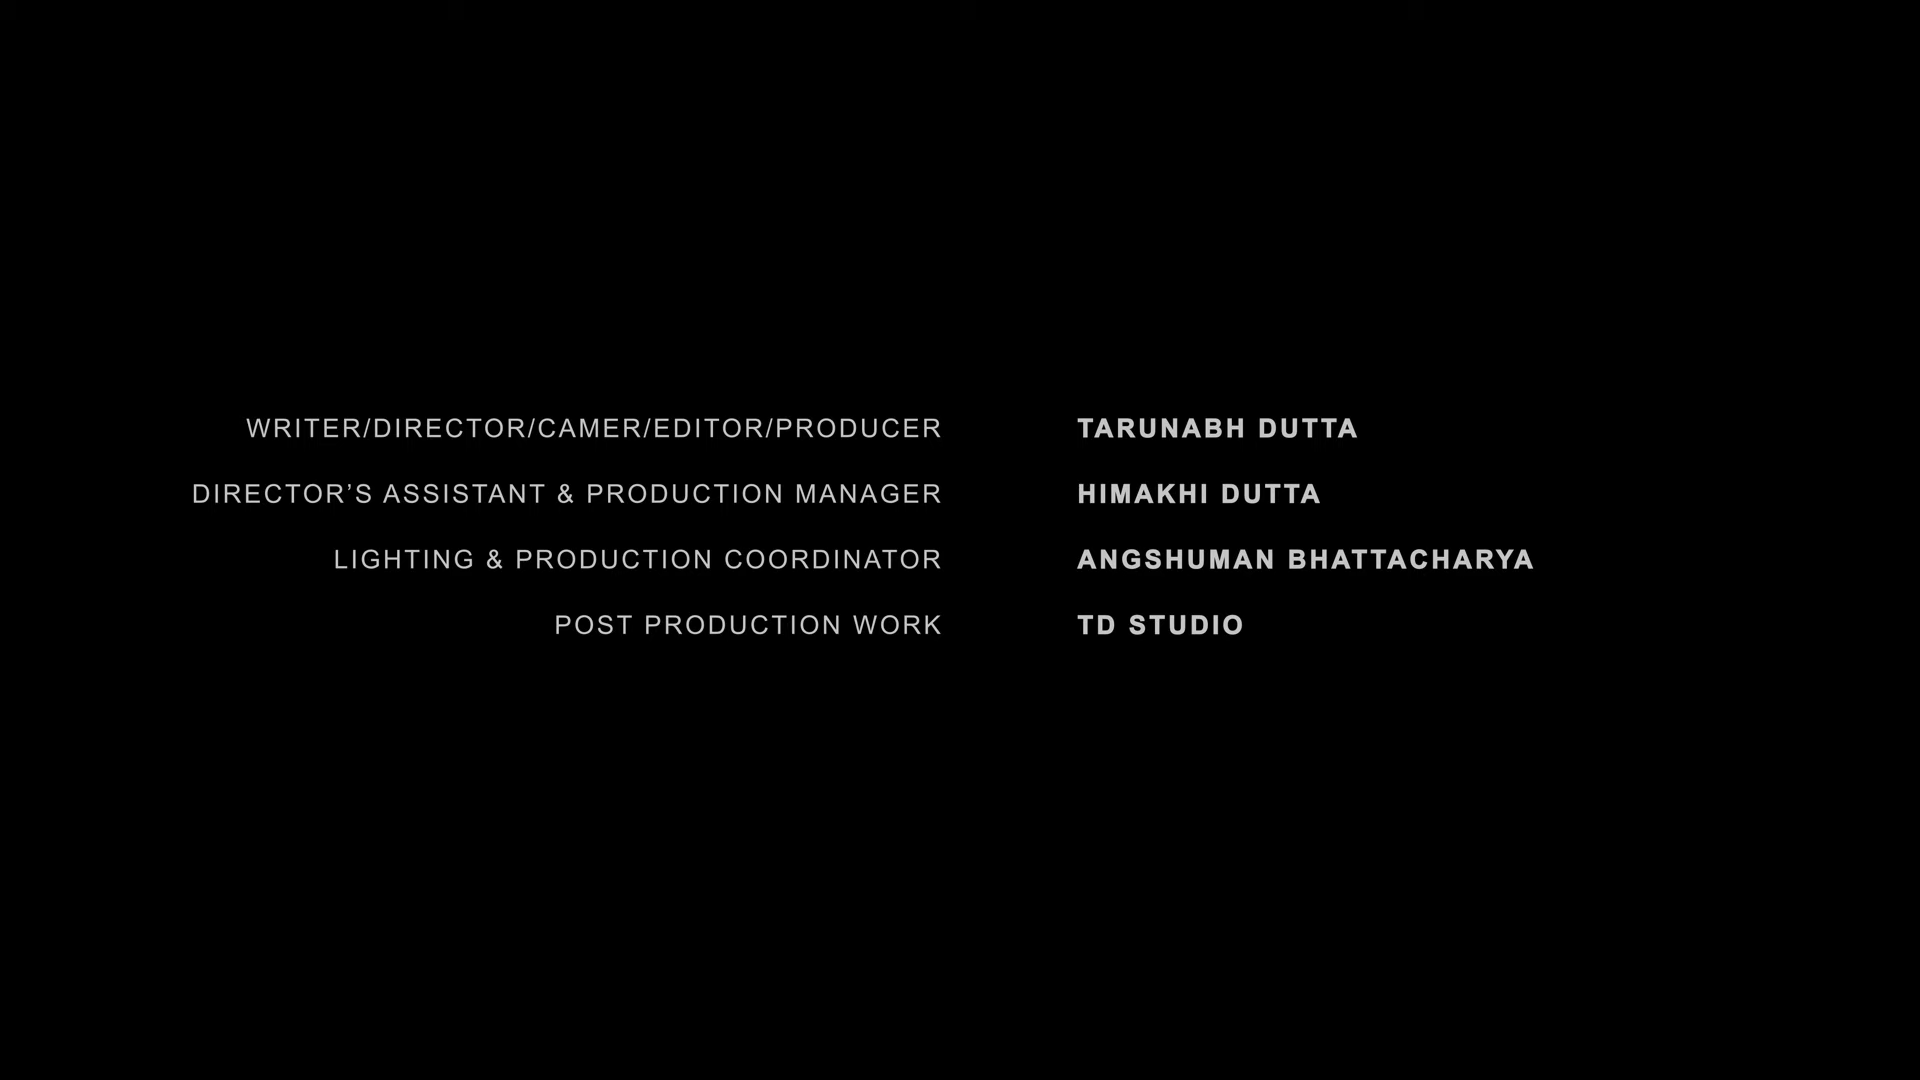 WRITER/DIRECTOR/CAMER/EDITOR/PRODUCER TARUNABH DUTTA
DIRECTOR’S ASSISTANT & PRODUCTION MANAGER HIMAKHI DUTTA
LIGHTING & PRODUCTION COORDINATOR ANGSHUMAN BHATTACHARYA
POST PRODUCTION WORK TD STUDIO